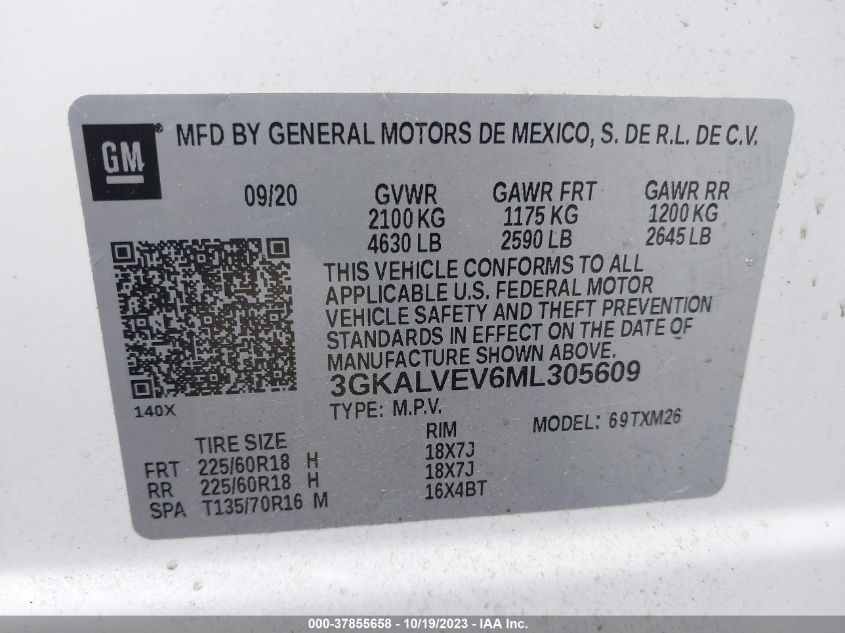 GM ® MFD BY GENERAL MOTORS DE MEXICO, S. DE R.L. DE C.V.
09/20 GVWR GAWR FRT GAWR RR
2100 KG 1175 KG 1200 KG
4630 LB 2590 LB 2645 LB
THIS VEHICLE CONFORMS TO ALL
APPLICABLE U.S. FEDERAL MOTOR
VEHICLE SAFETY AND THEFT PREVENTION
STANDARDS IN EFFECT ON THE DATE OF
MANUFACTURE SHOWN ABOVE.
3GKALVEV6ML305609
140X
TYPE: M.P.V. MODEL: 69TXM26
TIRE SIZE RIM
FRT 225/60R18 H 18X7J
RR 225/60R18 H 18X7J
SPA T135/70R16 M 16X4BT
000-37855658 - 10/19/2023 - IAA Inc.